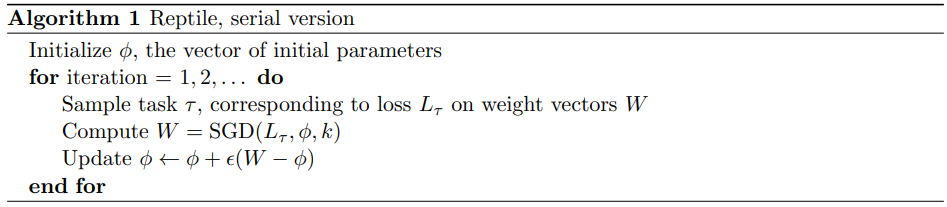 Algorithm 1 Reptile, serial version
Initialize ϕ, the vector of initial parameters
for iteration = 1, 2, . . . do
Sample task τ, corresponding to loss L_τ on weight vectors W
Compute W = SGD(L_τ, ϕ, k)
Update ϕ ← ϕ + ϵ(W − ϕ)
end for